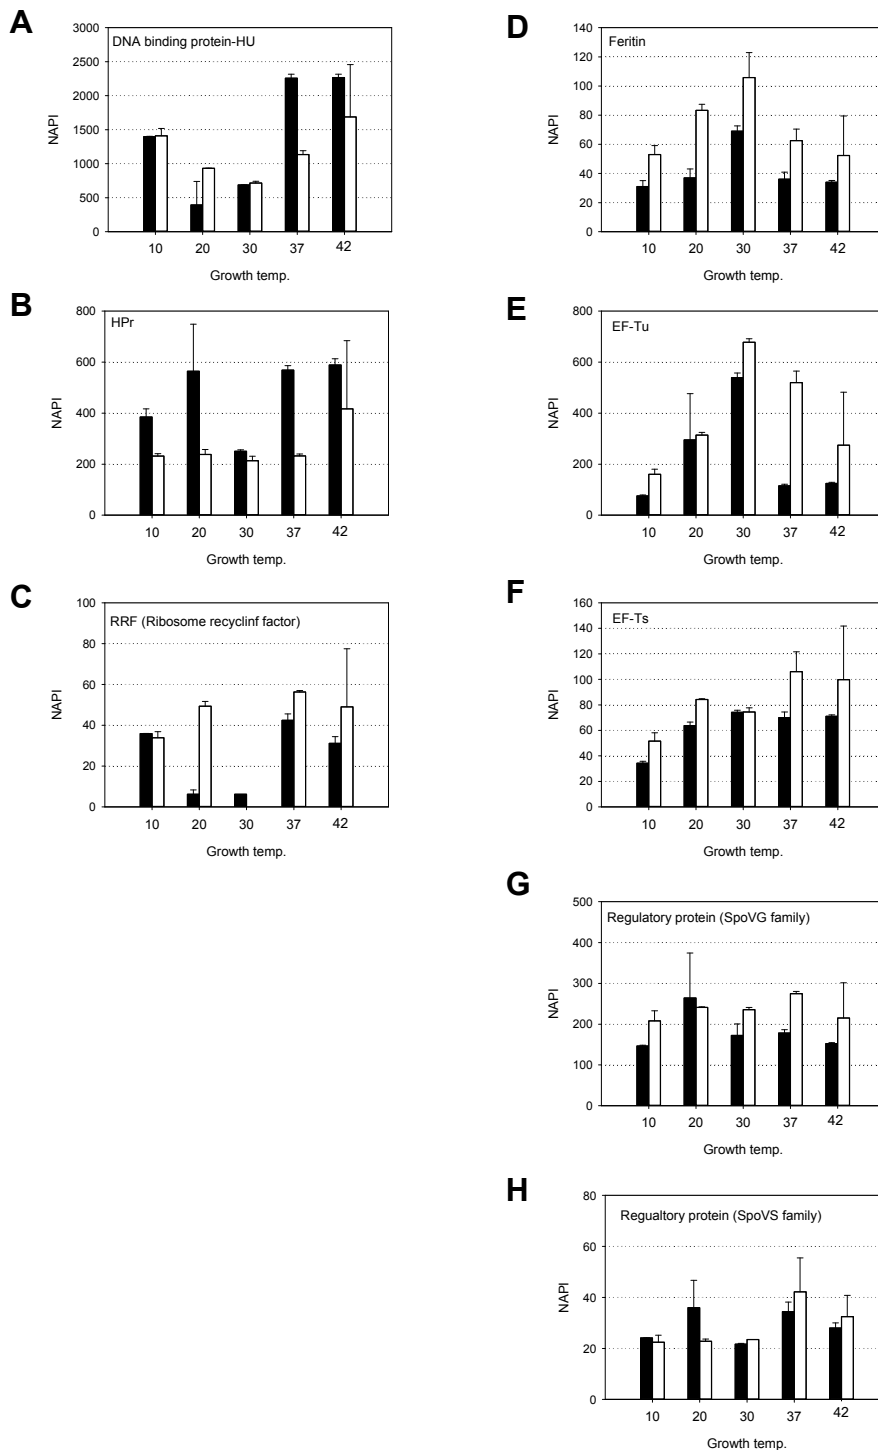 A
DNA binding protein-HU
3000
2500
2000
1500
1000
500
0
NAPI
10 20 30 37 42
Growth temp.
B
HPr
800
600
400
200
0
NAPI
10 20 30 37 42
Growth temp.
C
RRF (Ribosome recyclinf factor)
100
80
60
40
20
0
NAPI
10 20 30 37 42
Growth temp.
D
Feritin
140
120
100
80
60
40
20
0
NAPI
10 20 30 37 42
Growth temp.
E
EF-Tu
800
600
400
200
0
NAPI
10 20 30 37 42
Growth temp.
F
EF-Ts
160
140
120
100
80
60
40
20
0
NAPI
10 20 30 37 42
Growth temp.
G
Regulatory protein (SpoVG family)
500
400
300
200
100
0
NAPI
10 20 30 37 42
Growth temp.
H
Regualtory protein (SpoVS family)
80
60
40
20
0
NAPI
10 20 30 37 42
Growth temp.